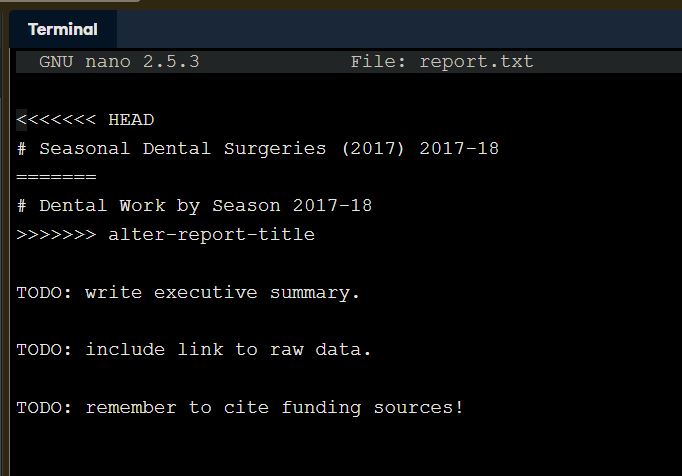 Terminal
GNU nano 2.5.3 File: report.txt
<<<<<<< HEAD
# Seasonal Dental Surgeries (2017) 2017-18
=======
# Dental Work by Season 2017-18
>>>>>>> alter-report-title
TODO: write executive summary.
TODO: include link to raw data.
TODO: remember to cite funding sources!